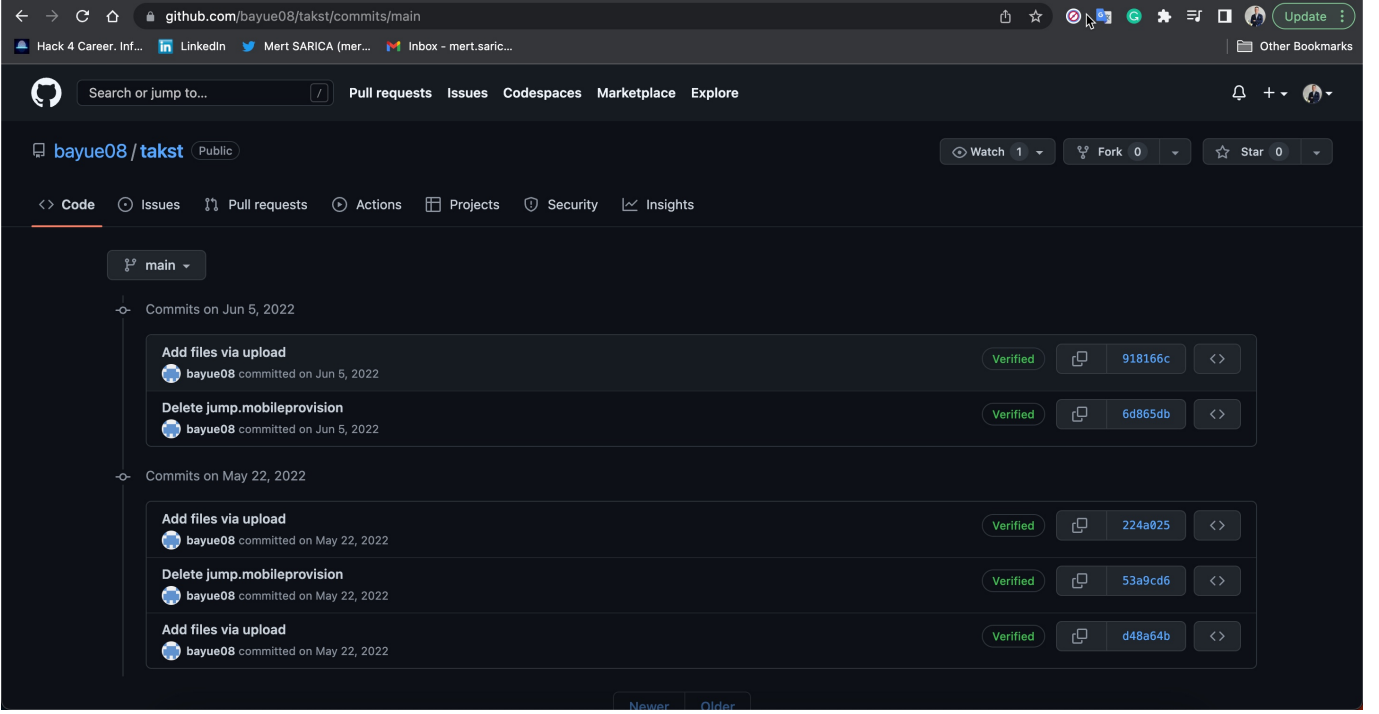 github.com/bayue08/takst/commits/main
Update
Hack 4 Career. Inf... LinkedIn Mert SARICA (mer... Inbox - mert.saric... Other Bookmarks
Search or jump to... / Pull requests Issues Codespaces Marketplace Explore
bayue08 / takst Public Watch 1 Fork 0 Star 0
Code Issues Pull requests Actions Projects Security Insights
main
Commits on Jun 5, 2022
Add files via upload
bayue08 committed on Jun 5, 2022
Verified 918166c
Delete jump.mobileprovision
bayue08 committed on Jun 5, 2022
Verified 6d865db
Commits on May 22, 2022
Add files via upload
bayue08 committed on May 22, 2022
Verified 224a025
Delete jump.mobileprovision
bayue08 committed on May 22, 2022
Verified 53a9cd6
Add files via upload
bayue08 committed on May 22, 2022
Verified d48a64b
Newer Older